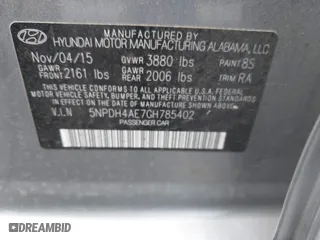 HYUNDAI MOTOR MANUFACTURING ALABAMA, LLC
Nov/04/15 GVWR 3880 lbs PAINT 8S
GAWR FRONT 2161 lbs GAWR REAR 2006 lbs TRIM RA
THIS VEHICLE CONFORMS TO ALL APPLICABLE U.S. FEDERAL
MOTOR VEHICLE SAFETY, BUMPER, AND THEFT PREVENTION
STANDARDS IN EFFECT ON THE DATE OF MANUFACTURE
SHOWN ABOVE.
V.I.N 5NPDH4AE7GH785402
PASSENGER CAR
DREAMBID